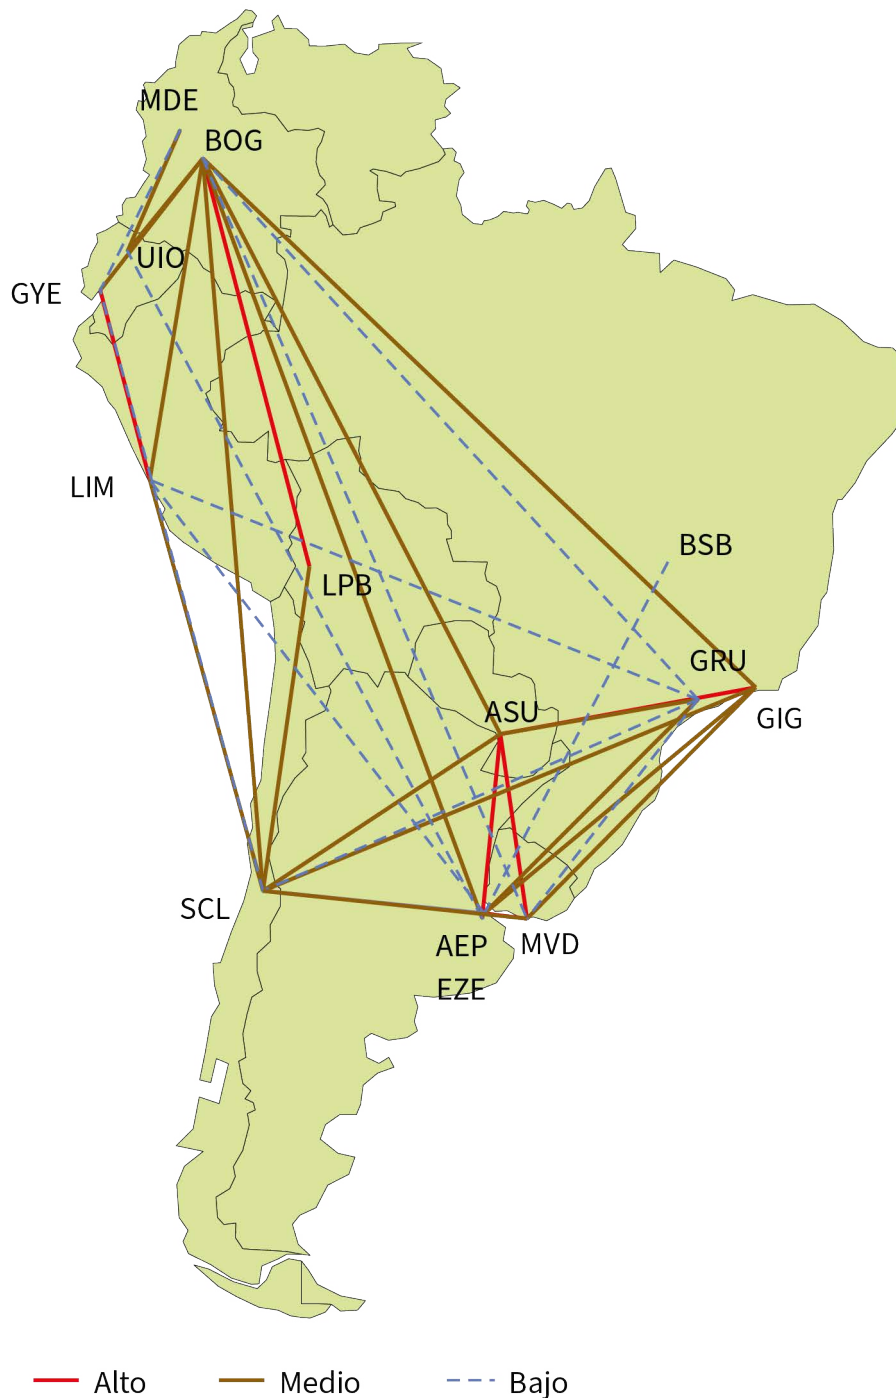 MDE
BOG
UIO
GYE
LIM
BSB
LPB
GRU
ASU
GIG
SCL
AEP
MVD
EZE
Alto
Medio
Bajo